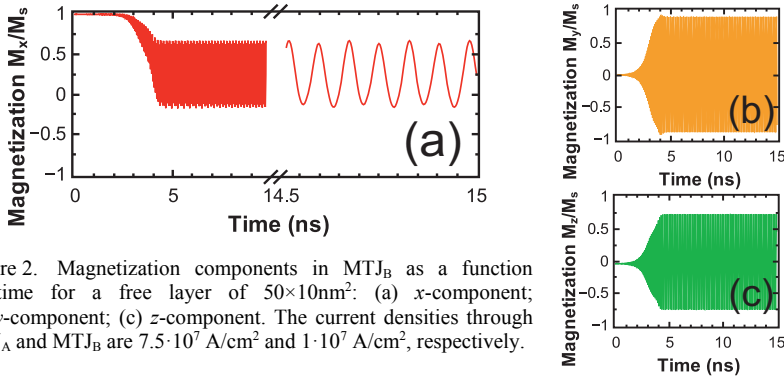 Magnetization Mx/Ms
1
0.5
0
−0.5
−1
0
5
14.5
15
Time (ns)
(a)
Magnetization My/Ms
1
0.5
0
−0.5
−1
0
5
10
15
Time (ns)
(b)
Magnetization Mz/Ms
1
0.5
0
−0.5
−1
0
5
10
15
Time (ns)
(c)
re 2. Magnetization components in MTJB as a function
time for a free layer of 50×10nm²: (a) x-component;
y-component; (c) z-component. The current densities through
A and MTJB are 7.5·10⁷ A/cm² and 1·10⁷ A/cm², respectively.